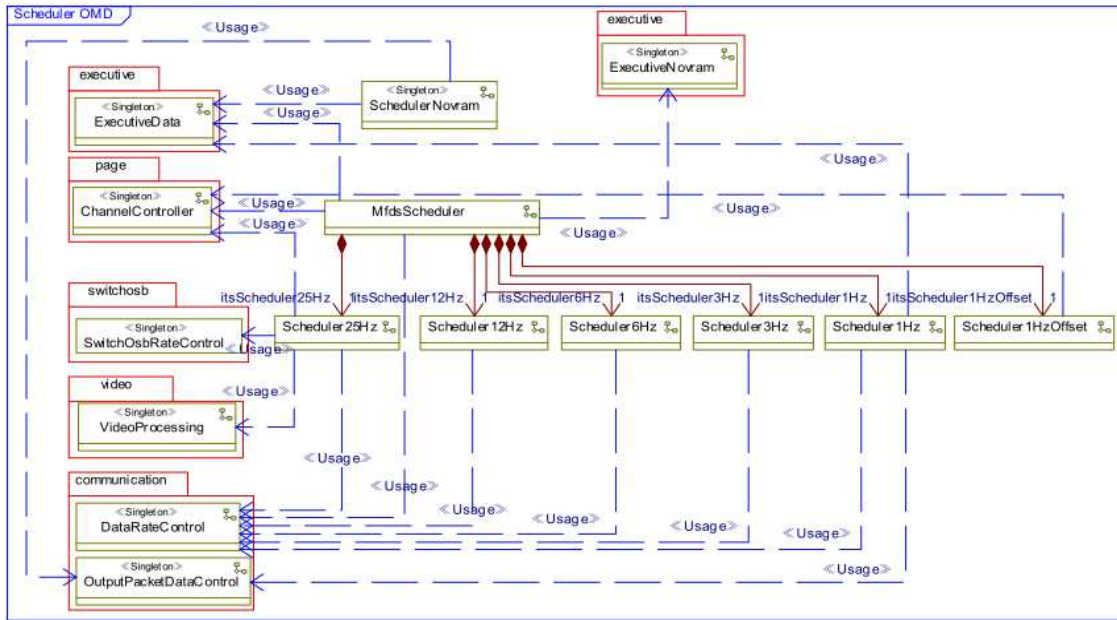 Scheduler OMD
≪Usage≫
executive
≪Singleton≫
ExecutiveNovram
executive
≪Singleton≫
ExecutiveData
≪Usage≫
≪Usage≫
≪Singleton≫
SchedulerNovram
≪Usage≫
page
≪Singleton≫
ChannelController
≪Usage≫
≪Usage≫
MfdsScheduler
≪Usage≫
≪Usage≫
switchosb
≪Singleton≫
SwitchOsbRateControl
≪Usage≫
itsScheduler25Hz 1
itsScheduler12Hz 1
itsScheduler6Hz 1
itsScheduler3Hz 1
itsScheduler1Hz 1
itsScheduler1HzOffset 1
Scheduler25Hz
Scheduler12Hz
Scheduler6Hz
Scheduler3Hz
Scheduler1Hz
Scheduler1HzOffset
video
≪Singleton≫
VideoProcessing
≪Usage≫
≪Usage≫
≪Usage≫
≪Usage≫
communication
≪Singleton≫
DataRateControl
≪Usage≫
≪Usage≫
≪Usage≫
≪Usage≫
≪Singleton≫
OutputPacketDataControl
≪Usage≫